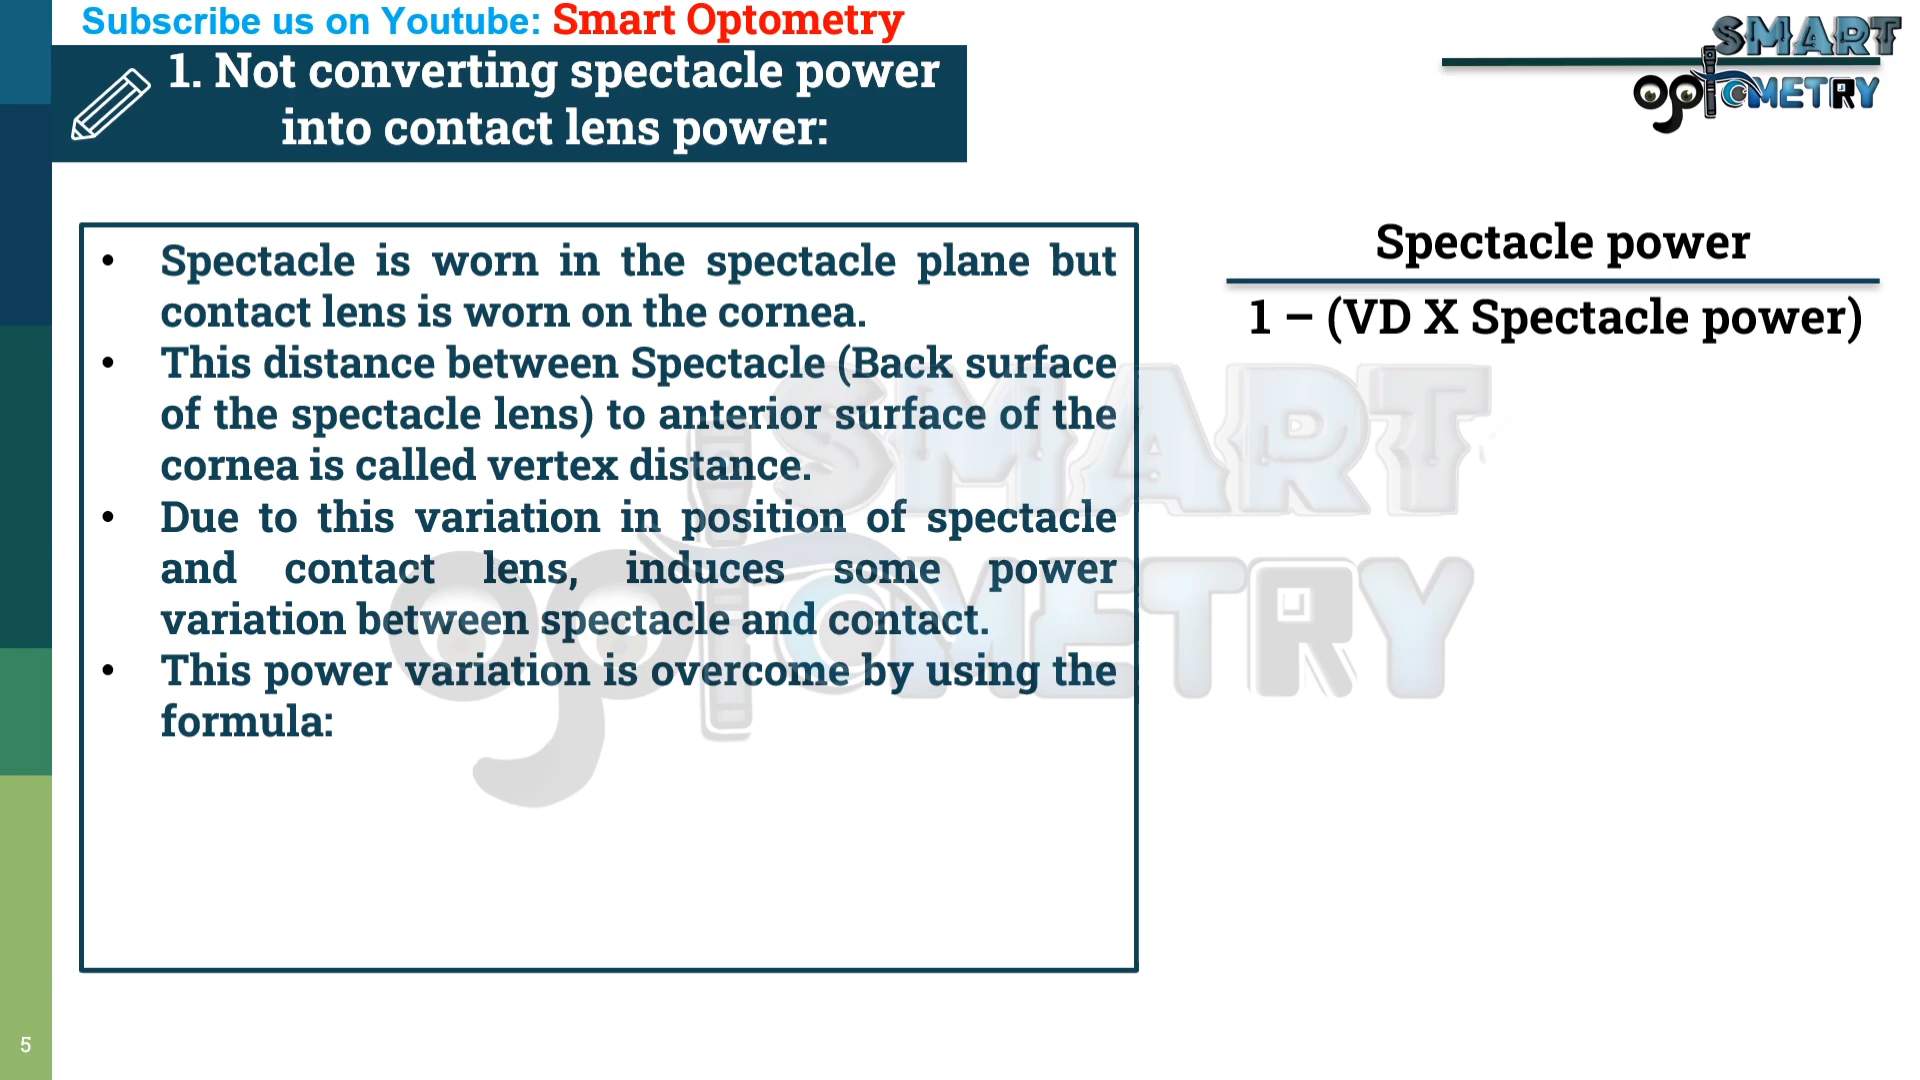 Subscribe us on Youtube: Smart Optometry
1. Not converting spectacle power
into contact lens power:
SMART
optOMETRY
• Spectacle is worn in the spectacle plane but
contact lens is worn on the cornea.
• This distance between Spectacle (Back surface
of the spectacle lens) to anterior surface of the
cornea is called vertex distance.
• Due to this variation in position of spectacle
and contact lens, induces some power
variation between spectacle and contact.
• This power variation is overcome by using the
formula:
Spectacle power
1 – (VD X Spectacle power)
SMART
optOMETRY
5